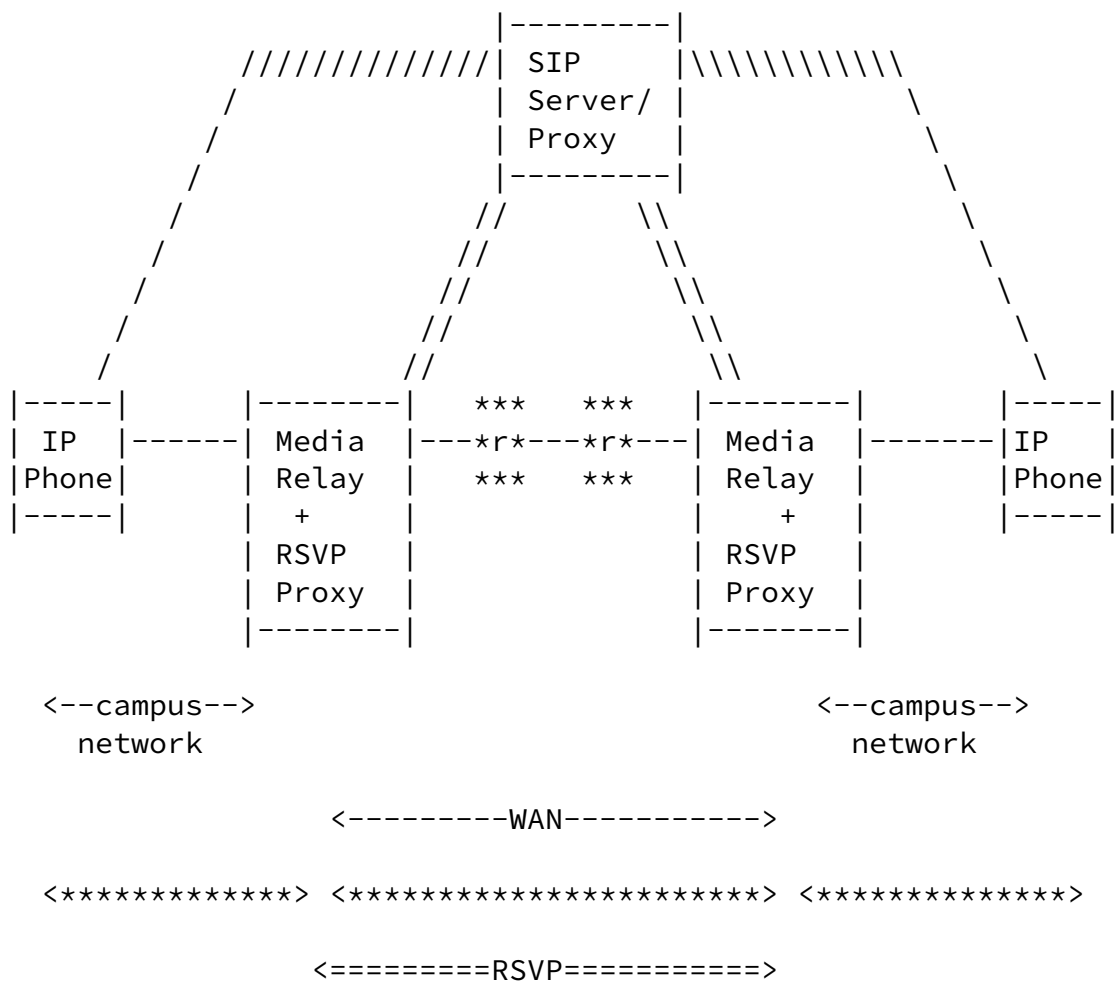 |---------|
//////////////| SIP |\\\\\\\\\\\\
/ | Server/ | \
/ | Proxy | \
/ |---------| \
/ // \\ \
/ // \\ \
/ // \\ \
/ // \\ \
/ // \\ \
|-----| |--------| *** *** |--------| |-----|
| IP |------| Media |---*r*---*r*---| Media |-------|IP |
|Phone| | Relay | *** *** | Relay | |Phone|
|-----| | + | | + | |-----|
| RSVP | | RSVP |
| Proxy | | Proxy |
|--------| |--------|
<--campus--> <--campus-->
network network
<---------WAN----------->
<*************> <***********************> <**************>
<=========RSVP===========>